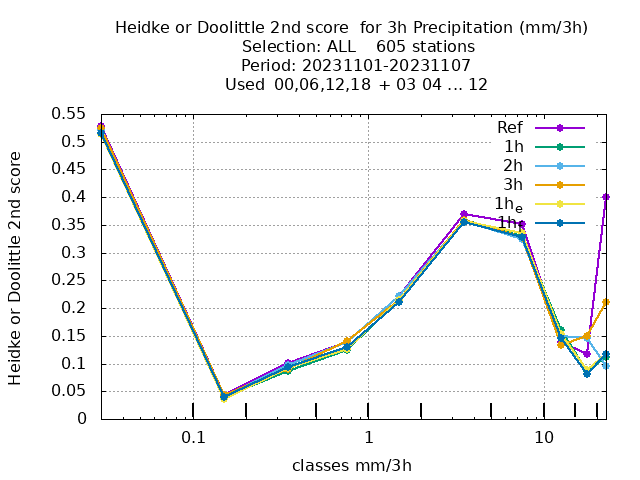 Heidke or Doolittle 2nd score  for 3h Precipitation (mm/3h)
Selection: ALL    605 stations
Period: 20231101-20231107
Used  00,06,12,18  + 03 04 ... 12
Heidke or Doolittle 2nd score
0.55
0.5
0.45
0.4
0.35
0.3
0.25
0.2
0.15
0.1
0.05
0
0.1
1
10
classes mm/3h
Ref
1h
2h
3h
1he